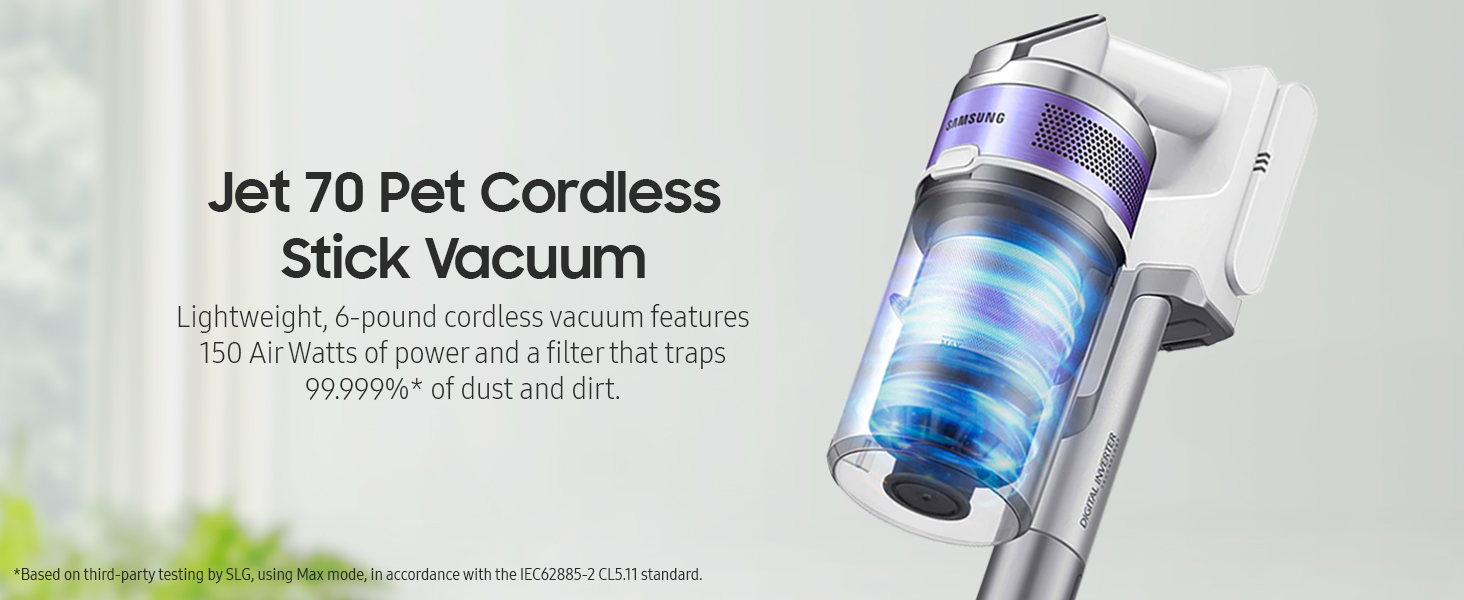 Jet 70 Pet Cordless
Stick Vacuum
Lightweight, 6-pound cordless vacuum features
150 Air Watts of power and a filter that traps
99.999%* of dust and dirt.
SAMSUNG
MAX
DIGITAL INVERTER
*Based on third-party testing by SLG, using Max mode, in accordance with the IEC62885-2 CL5.11 standard.